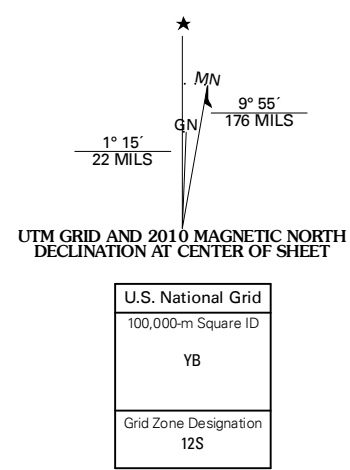 ★
MN
GN
9° 55´
176 MILS
1° 15´
22 MILS
UTM GRID AND 2010 MAGNETIC NORTH
DECLINATION AT CENTER OF SHEET
U.S. National Grid
100,000-m Square ID
YB
Grid Zone Designation
12S